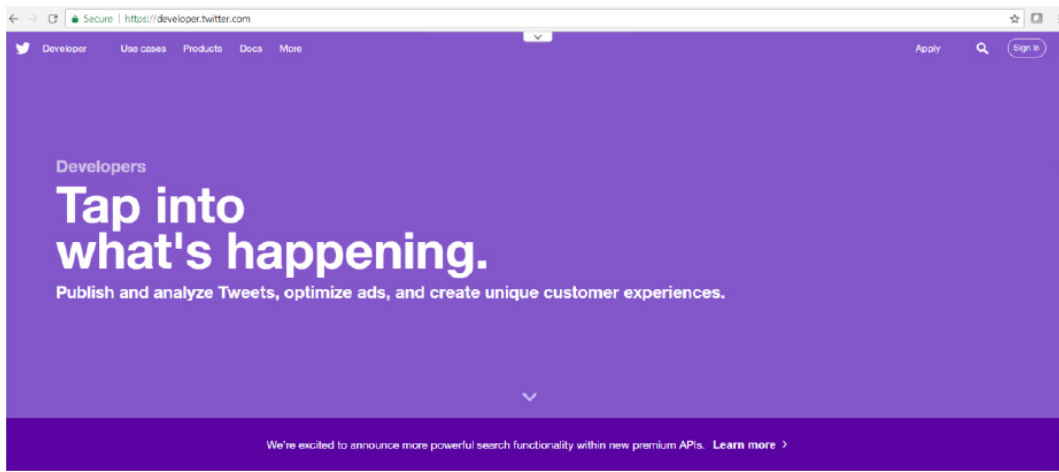 Secure | https://developer.twitter.com
Developer Use cases Products Docs More Apply Sign In
Developers
Tap into
what's happening.
Publish and analyze Tweets, optimize ads, and create unique customer experiences.
We're excited to announce more powerful search functionality within new premium APIs. Learn more >